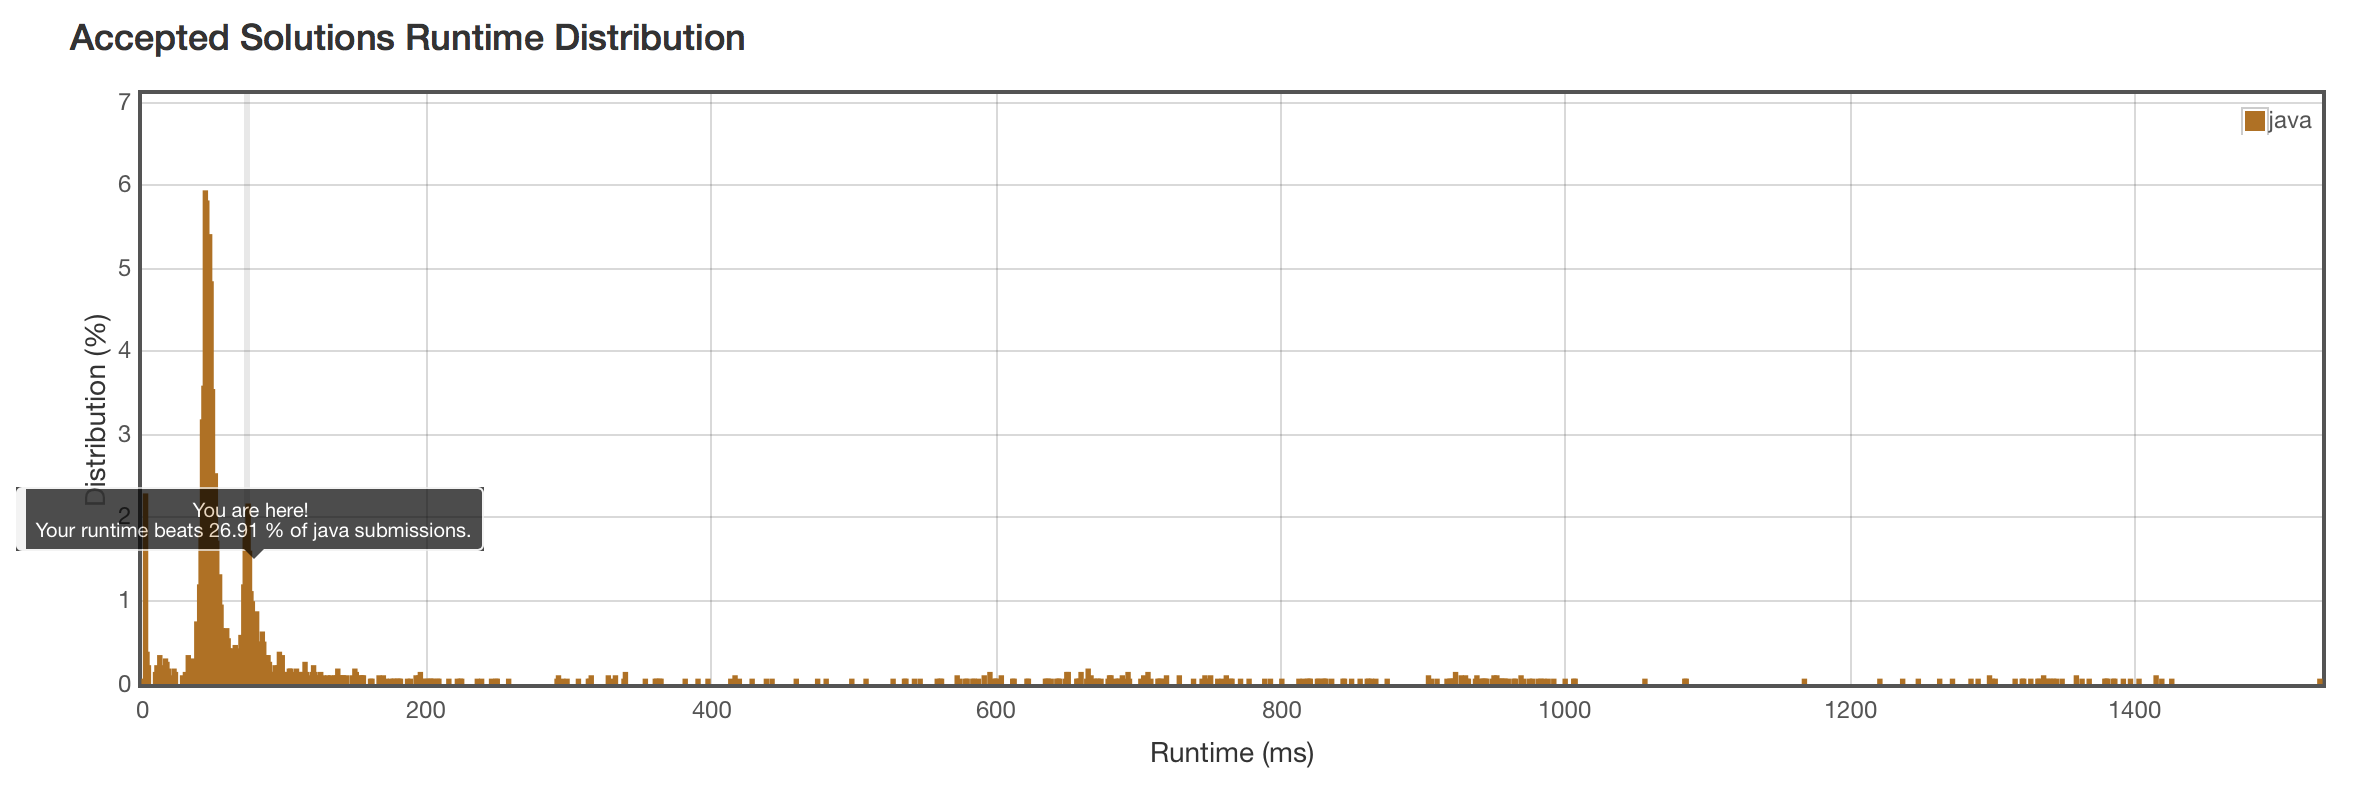 Accepted Solutions Runtime Distribution
7
java
6
5
4
3
Distribution (%)
2
You are here!
Your runtime beats 26.91 % of java submissions.
1
0
0 200 400 600 800 1000 1200 1400
Runtime (ms)